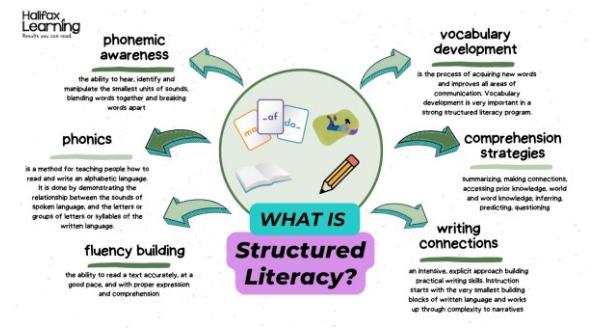 Halifax
Learning
Results you can read.
phonemic
awareness
the ability to hear, identify and
manipulate the smallest units of sounds,
blending words together and breaking
words apart
phonics
is a method for teaching people how to
read and write an alphabetic language.
It is done by demonstrating the
relationship between the sounds of
spoken language, and the letters or
groups of letters or syllables of the
written language.
fluency building
the ability to read a text accurately, at a
good pace, and with proper expression
and comprehension
ma
-af
da-
WHAT IS
Structured
Literacy?
vocabulary
development
is the process of acquiring new words
and improves all areas of
communication. Vocabulary
development is very important in a
strong structured literacy program.
comprehension
strategies
summarizing, making connections,
accessing prior knowledge, world
and word knowledge, inferring,
predicting, questioning
writing
connections
an intensive, explicit approach building
practical writing skills. Instruction
starts with the very smallest building
blocks of written language and works
up through complexity to narratives